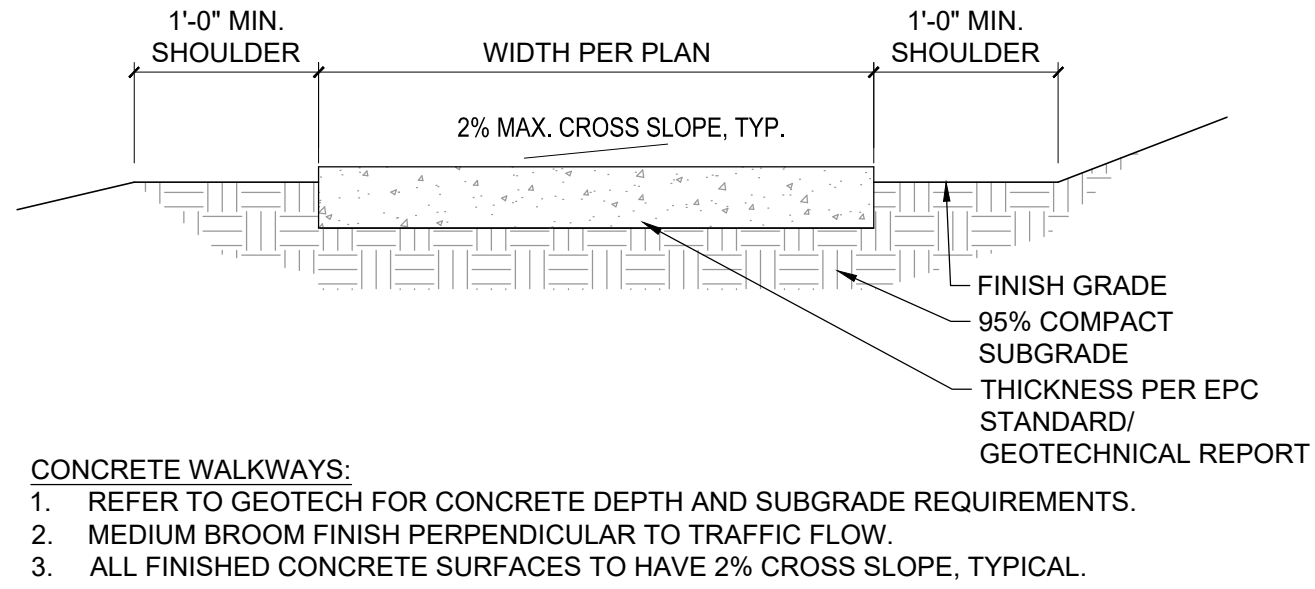 1'-0" MIN.
SHOULDER
WIDTH PER PLAN
1'-0" MIN.
SHOULDER
2% MAX. CROSS SLOPE, TYP.
FINISH GRADE
95% COMPACT
SUBGRADE
THICKNESS PER EPC
STANDARD/
GEOTECHNICAL REPORT
CONCRETE WALKWAYS:
1. REFER TO GEOTECH FOR CONCRETE DEPTH AND SUBGRADE REQUIREMENTS.
2. MEDIUM BROOM FINISH PERPENDICULAR TO TRAFFIC FLOW.
3. ALL FINISHED CONCRETE SURFACES TO HAVE 2% CROSS SLOPE, TYPICAL.